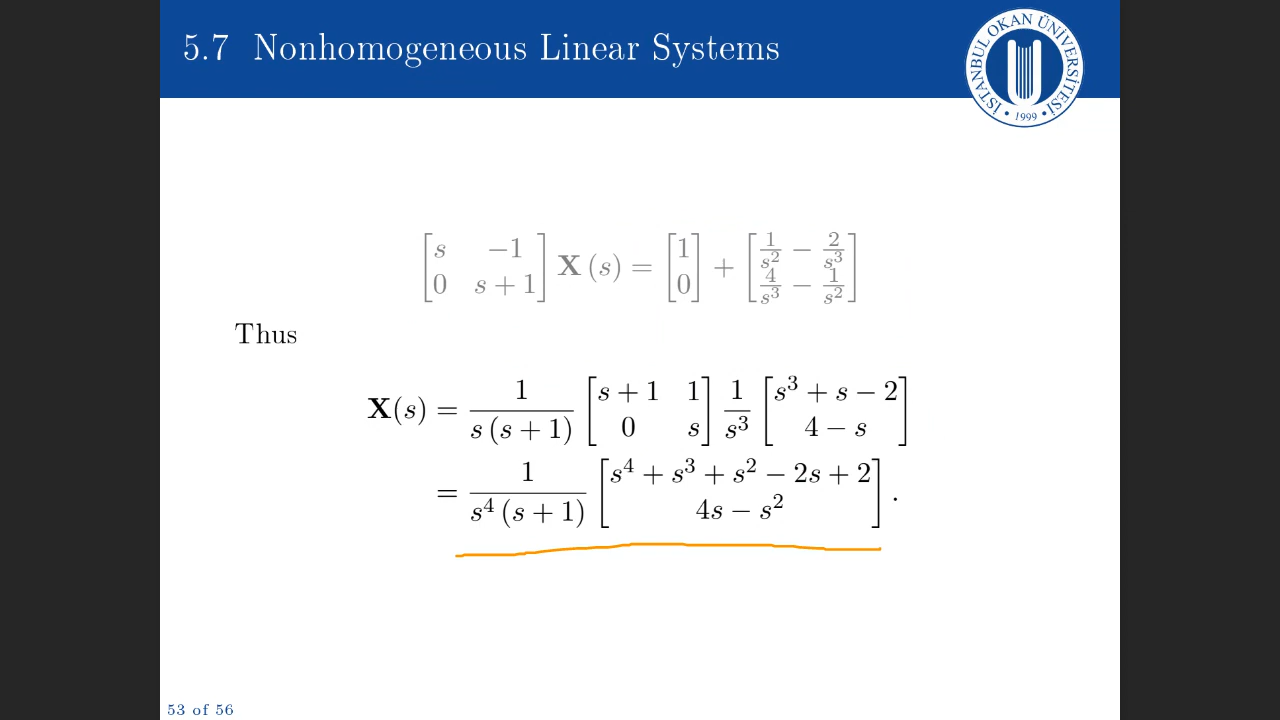 5.7 Nonhomogeneous Linear Systems
İSTANBUL OKAN ÜNİVERSİTESİ
• 1999 •
[s −1; 0 s + 1] X (s) = [1; 0] + [1/s² − 2/s³; 4/s³ − 1/s²]
Thus
X(s) = 1/(s (s + 1)) [s + 1 1; 0 s] 1/s³ [s³ + s − 2; 4 − s]
= 1/(s⁴ (s + 1)) [s⁴ + s³ + s² − 2s + 2; 4s − s²] .
53 of 56